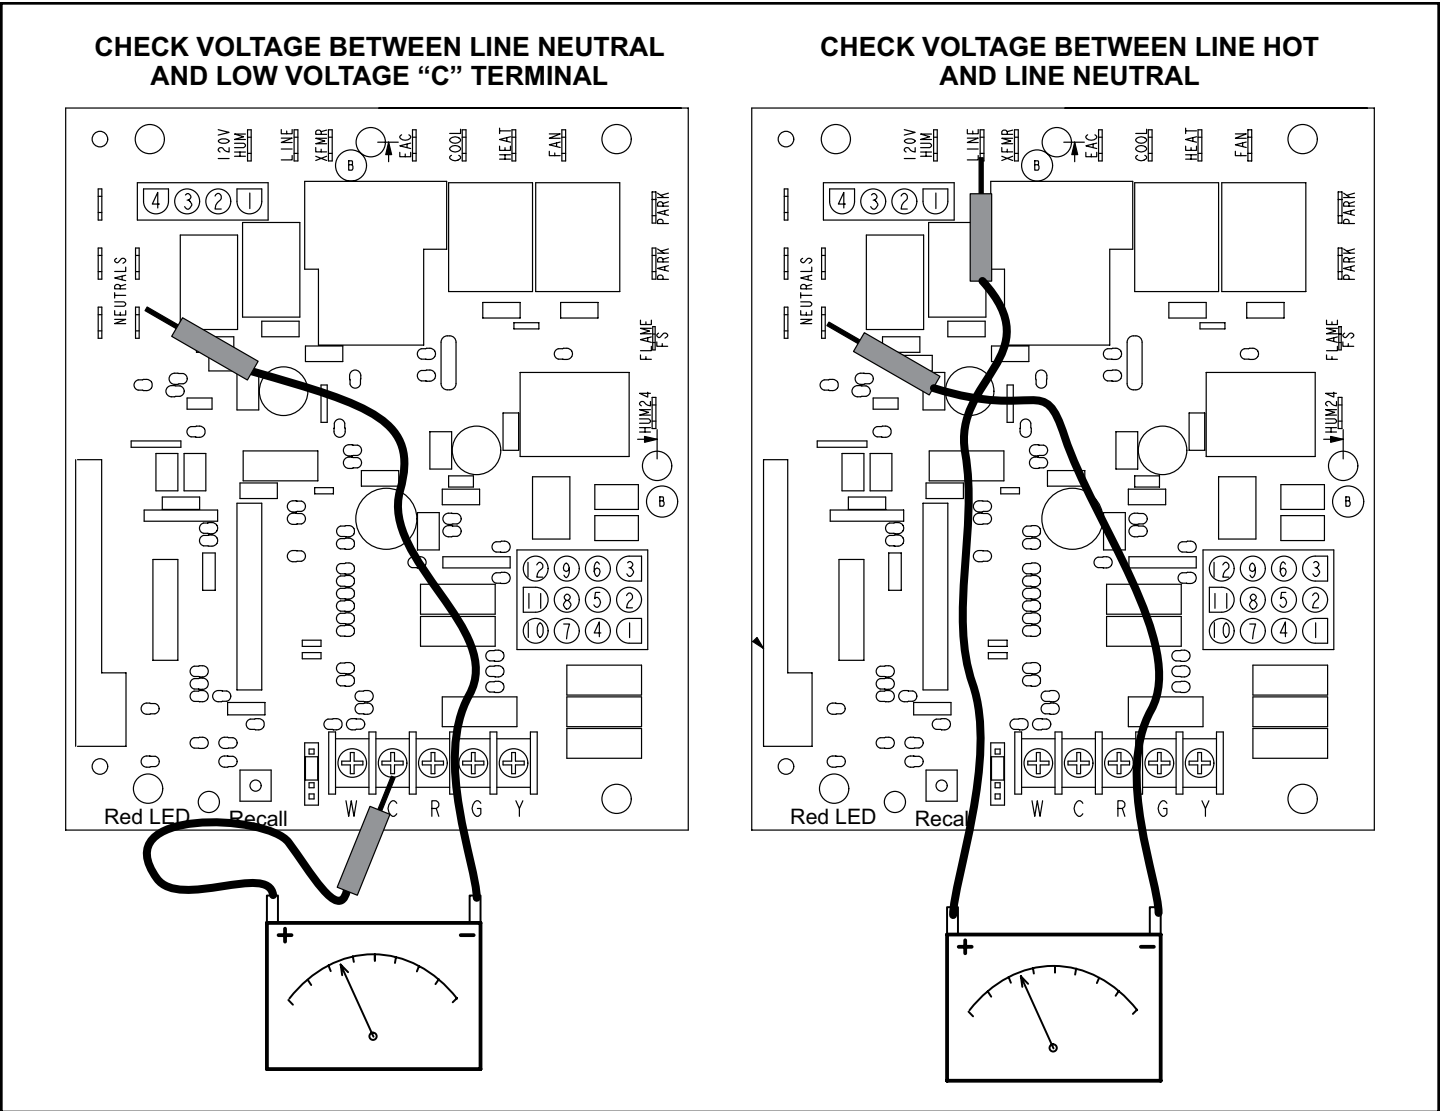 CHECK VOLTAGE BETWEEN LINE NEUTRAL
AND LOW VOLTAGE “C” TERMINAL
120V
HUM
LINE
XFMR
B
EAC
COOL
HEAT
FAN
4 3 2 1
PARK
NEUTRALS
PARK
FLAME
FS
HUM24
B
12 9 6 3
11 8 5 2
10 7 4 1
W C R G Y
Red LED
Recall
+ −
CHECK VOLTAGE BETWEEN LINE HOT
AND LINE NEUTRAL
120V
HUM
LINE
XFMR
B
EAC
COOL
HEAT
FAN
4 3 2 1
PARK
NEUTRALS
PARK
FLAME
FS
HUM24
B
12 9 6 3
11 8 5 2
10 7 4 1
W C R G Y
Red LED
Recal
+ −